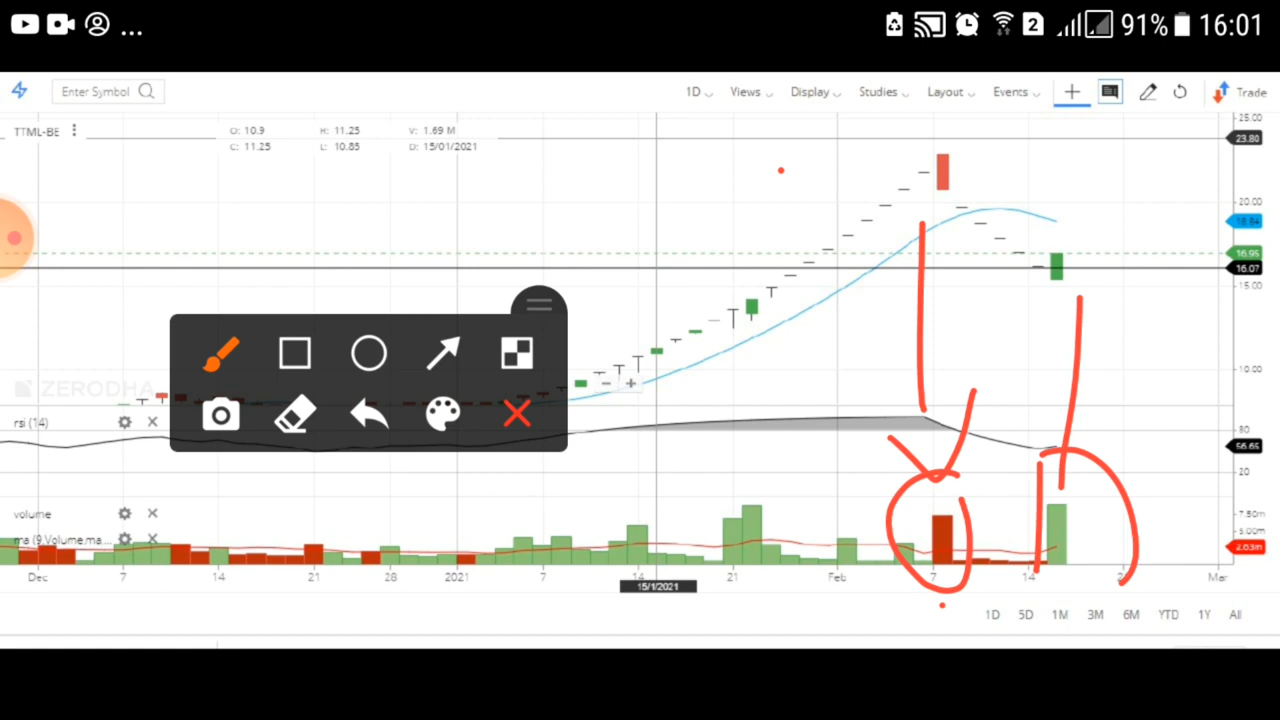 ... 2 91% 16:01
Enter Symbol 1D Views Display Studies Layout Events Trade
TTML-BE O: 10.9 H: 11.25 V: 1.69 M
C: 11.25 L: 10.85 D: 15/01/2021
25.00
23.80
20.00
18.84
16.95
16.07
15.00
10.00
ZERODHA
rsi (14)
80
56.65
20
volume
7.50m
ma (9,Volume,ma...
5.00m
2.63m
Dec 7 14 21 28 2021 7 14 21 Feb 7 14 Mar
15/1/2021
1D 5D 1M 3M 6M YTD 1Y All